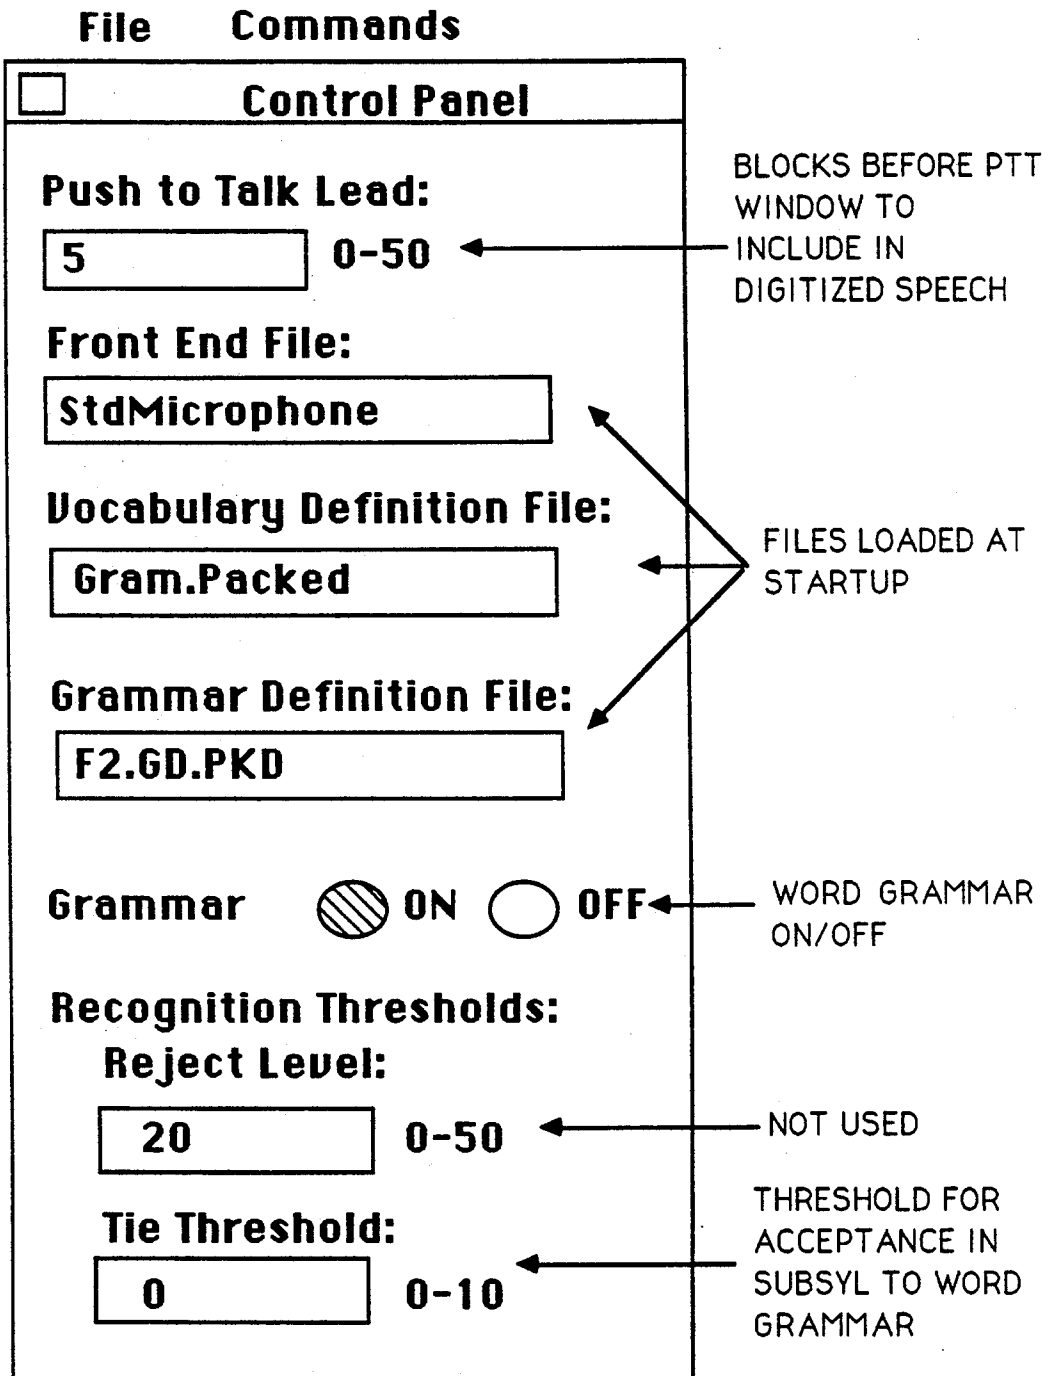 File Commands
Control Panel
Push to Talk Lead:
5 0-50
BLOCKS BEFORE PTT
WINDOW TO
INCLUDE IN
DIGITIZED SPEECH
Front End File:
StdMicrophone
Vocabulary Definition File:
Gram.Packed
FILES LOADED AT
STARTUP
Grammar Definition File:
F2.GD.PKD
Grammar ON OFF
WORD GRAMMAR
ON/OFF
Recognition Thresholds:
Reject Level:
20 0-50
NOT USED
Tie Threshold:
0 0-10
THRESHOLD FOR
ACCEPTANCE IN
SUBSYL TO WORD
GRAMMAR